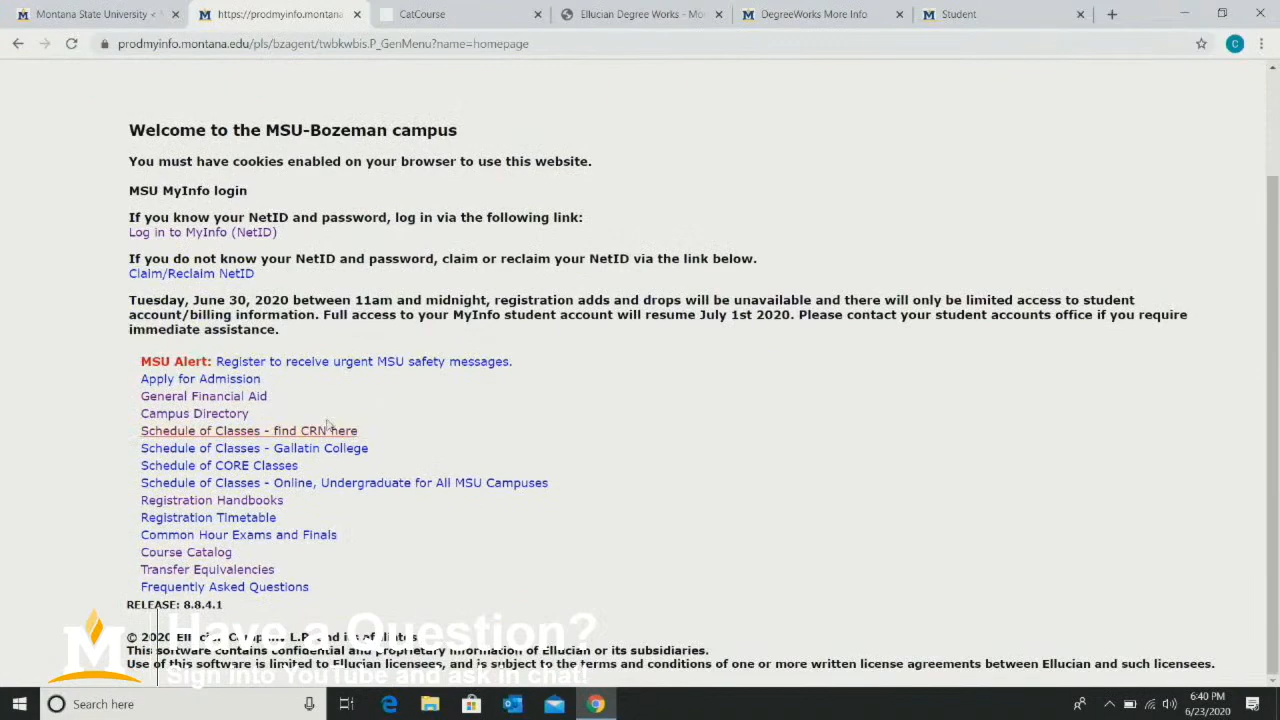 Montana State University
https://prodmyinfo.montana
CatCourse
Ellucian Degree Works - Mo
DegreeWorks More Info
Student
prodmyinfo.montana.edu/pls/bzagent/twbkwbis.P_GenMenu?name=homepage
C
Welcome to the MSU-Bozeman campus
You must have cookies enabled on your browser to use this website.
MSU MyInfo login
If you know your NetID and password, log in via the following link:
Log in to MyInfo (NetID)
If you do not know your NetID and password, claim or reclaim your NetID via the link below.
Claim/Reclaim NetID
Tuesday, June 30, 2020 between 11am and midnight, registration adds and drops will be unavailable and there will only be limited access to student
account/billing information. Full access to your MyInfo student account will resume July 1st 2020. Please contact your student accounts office if you require
immediate assistance.
MSU Alert: Register to receive urgent MSU safety messages.
Apply for Admission
General Financial Aid
Campus Directory
Schedule of Classes - find CRN here
Schedule of Classes - Gallatin College
Schedule of CORE Classes
Schedule of Classes - Online, Undergraduate for All MSU Campuses
Registration Handbooks
Registration Timetable
Common Hour Exams and Finals
Course Catalog
Transfer Equivalencies
Frequently Asked Questions
RELEASE: 8.8.4.1
M
Have a Question?
Sign into YouTube and ask in chat!
© 2020 Ellucian Company L.P. and its affiliates.
This software contains confidential and proprietary information of Ellucian or its subsidiaries.
Use of this software is limited to Ellucian licensees, and is subject to the terms and conditions of one or more written license agreements between Ellucian and such licensees.
Search here
6:40 PM
6/23/2020